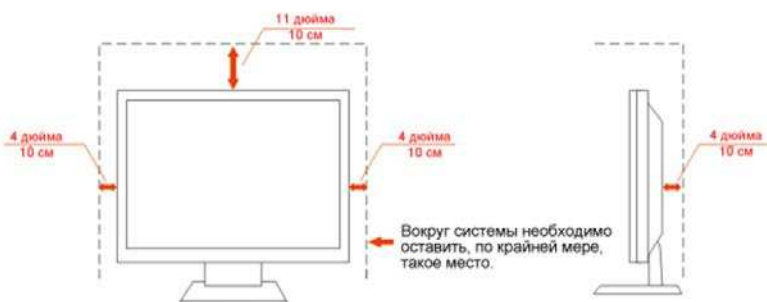 11 дюйма
10 см
4 дюйма
10 см
4 дюйма
10 см
4 дюйма
10 см
Вокруг системы необходимо
оставить, по крайней мере,
такое место.